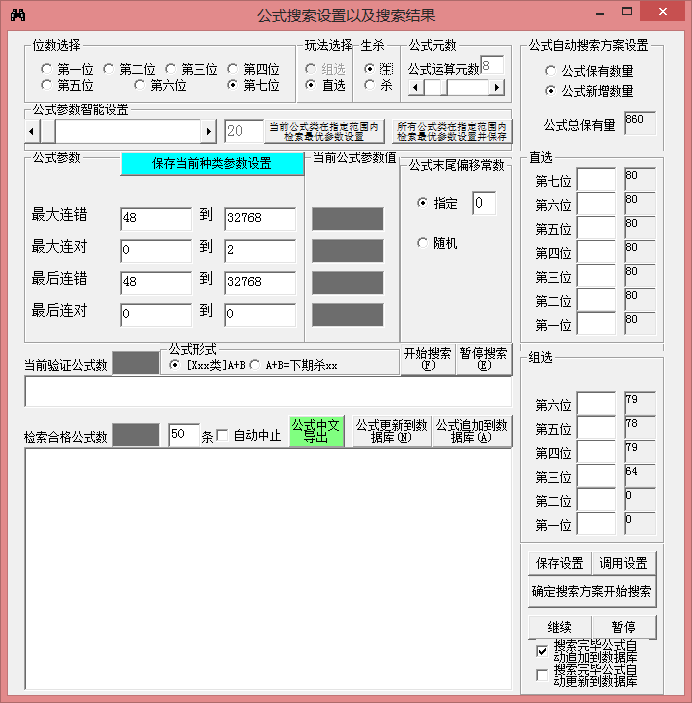 公式搜索设置以及搜索结果
位数选择
第一位 第二位 第三位 第四位
第五位 第六位 第七位
玩法选择
组选
直选
生杀
杀
公式元数
公式运算元数 8
公式参数智能设置
20
当前公式类在指定范围内
检索最优参数设置
所有公式类在指定范围内
检索最优参数设置并保存
公式参数
保存当前种类参数设置
最大连错 48 到 32768
最大连对 0 到 2
最后连错 48 到 32768
最后连对 0 到 0
当前公式参数值
公式末尾偏移常数
指定 0
随机
当前验证公式数
公式形式
[Xxx类]A+B A+B=下期杀xx
开始搜索
(F)
暂停搜索
(E)
检索合格公式数
50 条 自动中止
公式中文
导出
公式更新到数
据库(N)
公式追加到数
据库(A)
公式自动搜索方案设置
公式保有数量
公式新增数量
公式总保有量 860
直选
第七位 80
第六位 80
第五位 80
第四位 80
第三位 80
第二位 80
第一位 80
组选
第六位 79
第五位 78
第四位 79
第三位 64
第二位 0
第一位 0
保存设置 调用设置
确定搜索方案开始搜索
继续 暂停
搜索完毕公式自
动追加到数据库
搜索完毕公式自
动更新到数据库